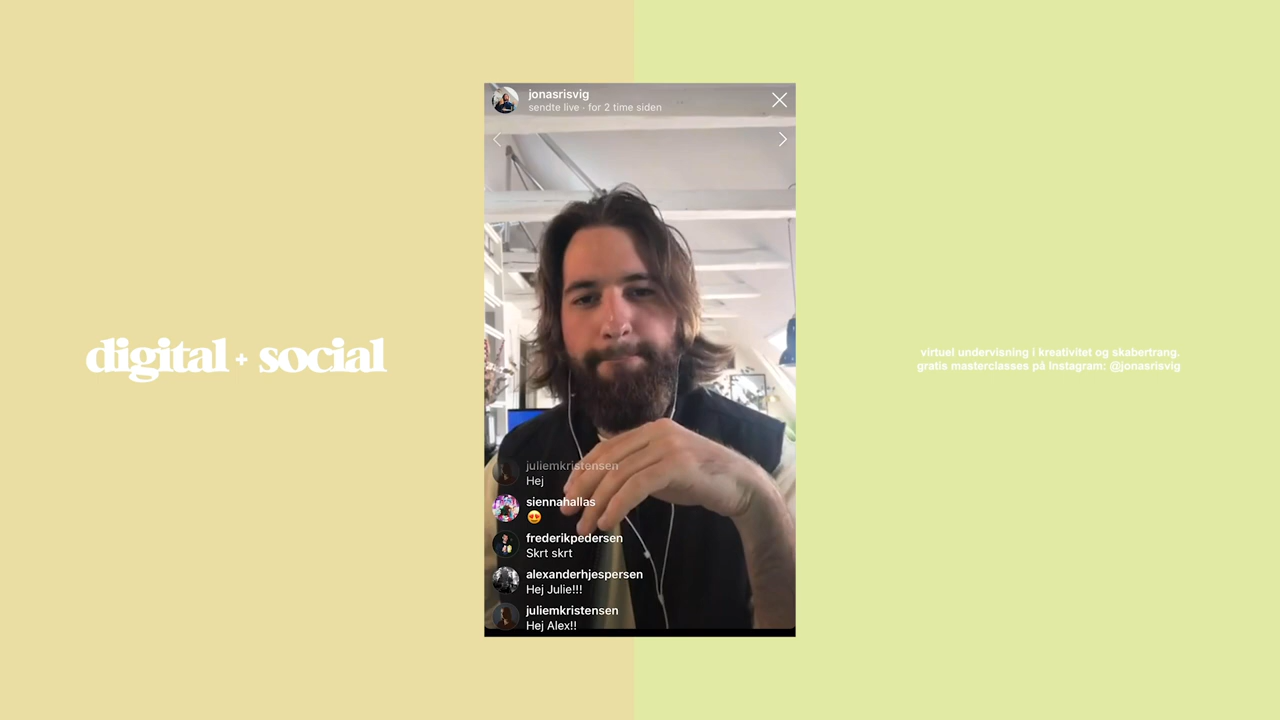 digital + social
jonasrisvig
sendte live · for 2 time siden
juliemkristensen
Hej
siennahallas
😍
frederikpedersen
Skrt skrt
alexanderhjespersen
Hej Julie!!!
juliemkristensen
Hej Alex!!
virtuel undervisning i kreativitet og skabertrang.
gratis masterclasses på Instagram: @jonasrisvig